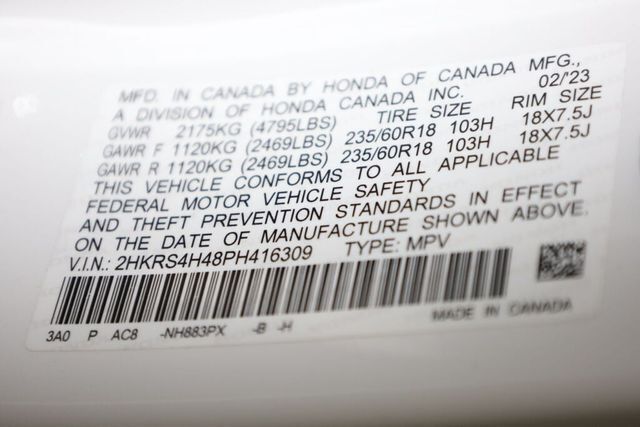 MFD. IN CANADA BY HONDA OF CANADA MFG.,
A DIVISION OF HONDA CANADA INC. 02/'23
GVWR 2175KG (4795LBS) TIRE SIZE RIM SIZE
GAWR F 1120KG (2469LBS) 235/60R18 103H 18X7.5J
GAWR R 1120KG (2469LBS) 235/60R18 103H 18X7.5J
THIS VEHICLE CONFORMS TO ALL APPLICABLE
FEDERAL MOTOR VEHICLE SAFETY
AND THEFT PREVENTION STANDARDS IN EFFECT
ON THE DATE OF MANUFACTURE SHOWN ABOVE.
V.I.N.: 2HKRS4H48PH416309 TYPE: MPV
3A0 P AC8 -NH883PX -B -H MADE IN CANADA